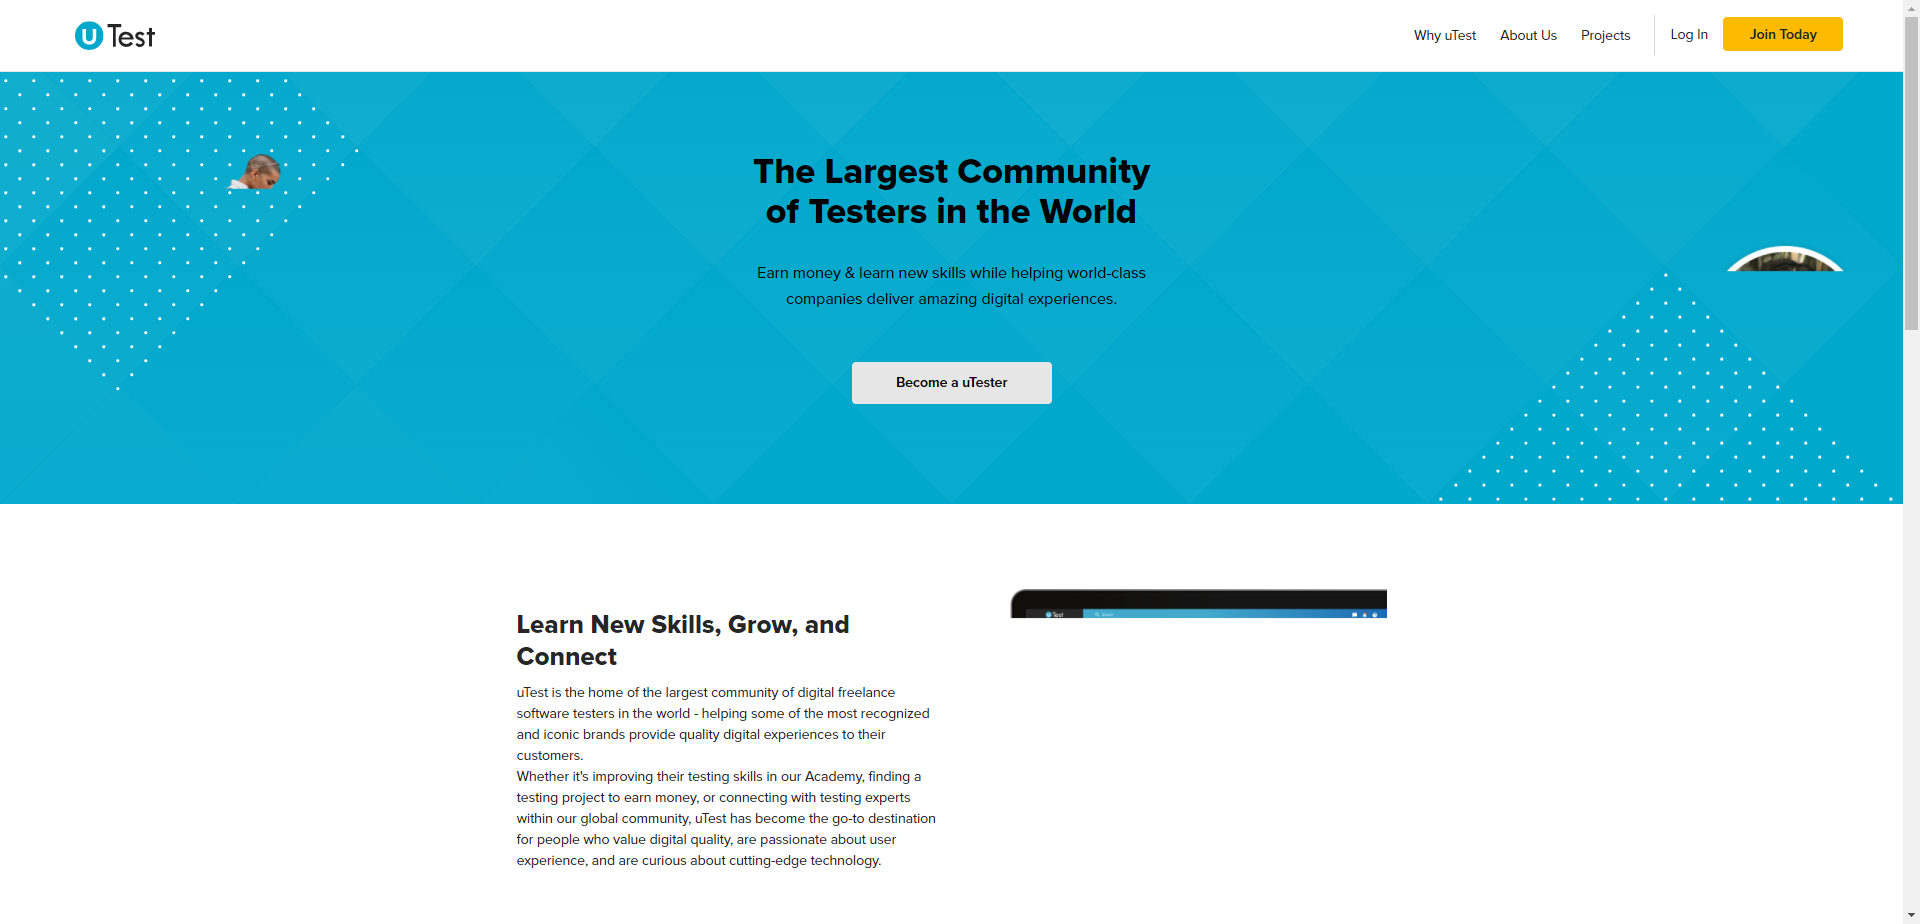 uTest
Why uTest
About Us
Projects
Log In
Join Today
The Largest Community
of Testers in the World
Earn money & learn new skills while helping world-class
companies deliver amazing digital experiences.
Become a uTester
Learn New Skills, Grow, and
Connect
uTest is the home of the largest community of digital freelance
software testers in the world - helping some of the most recognized
and iconic brands provide quality digital experiences to their
customers.
Whether it's improving their testing skills in our Academy, finding a
testing project to earn money, or connecting with testing experts
within our global community, uTest has become the go-to destination
for people who value digital quality, are passionate about user
experience, and are curious about cutting-edge technology.
uTest